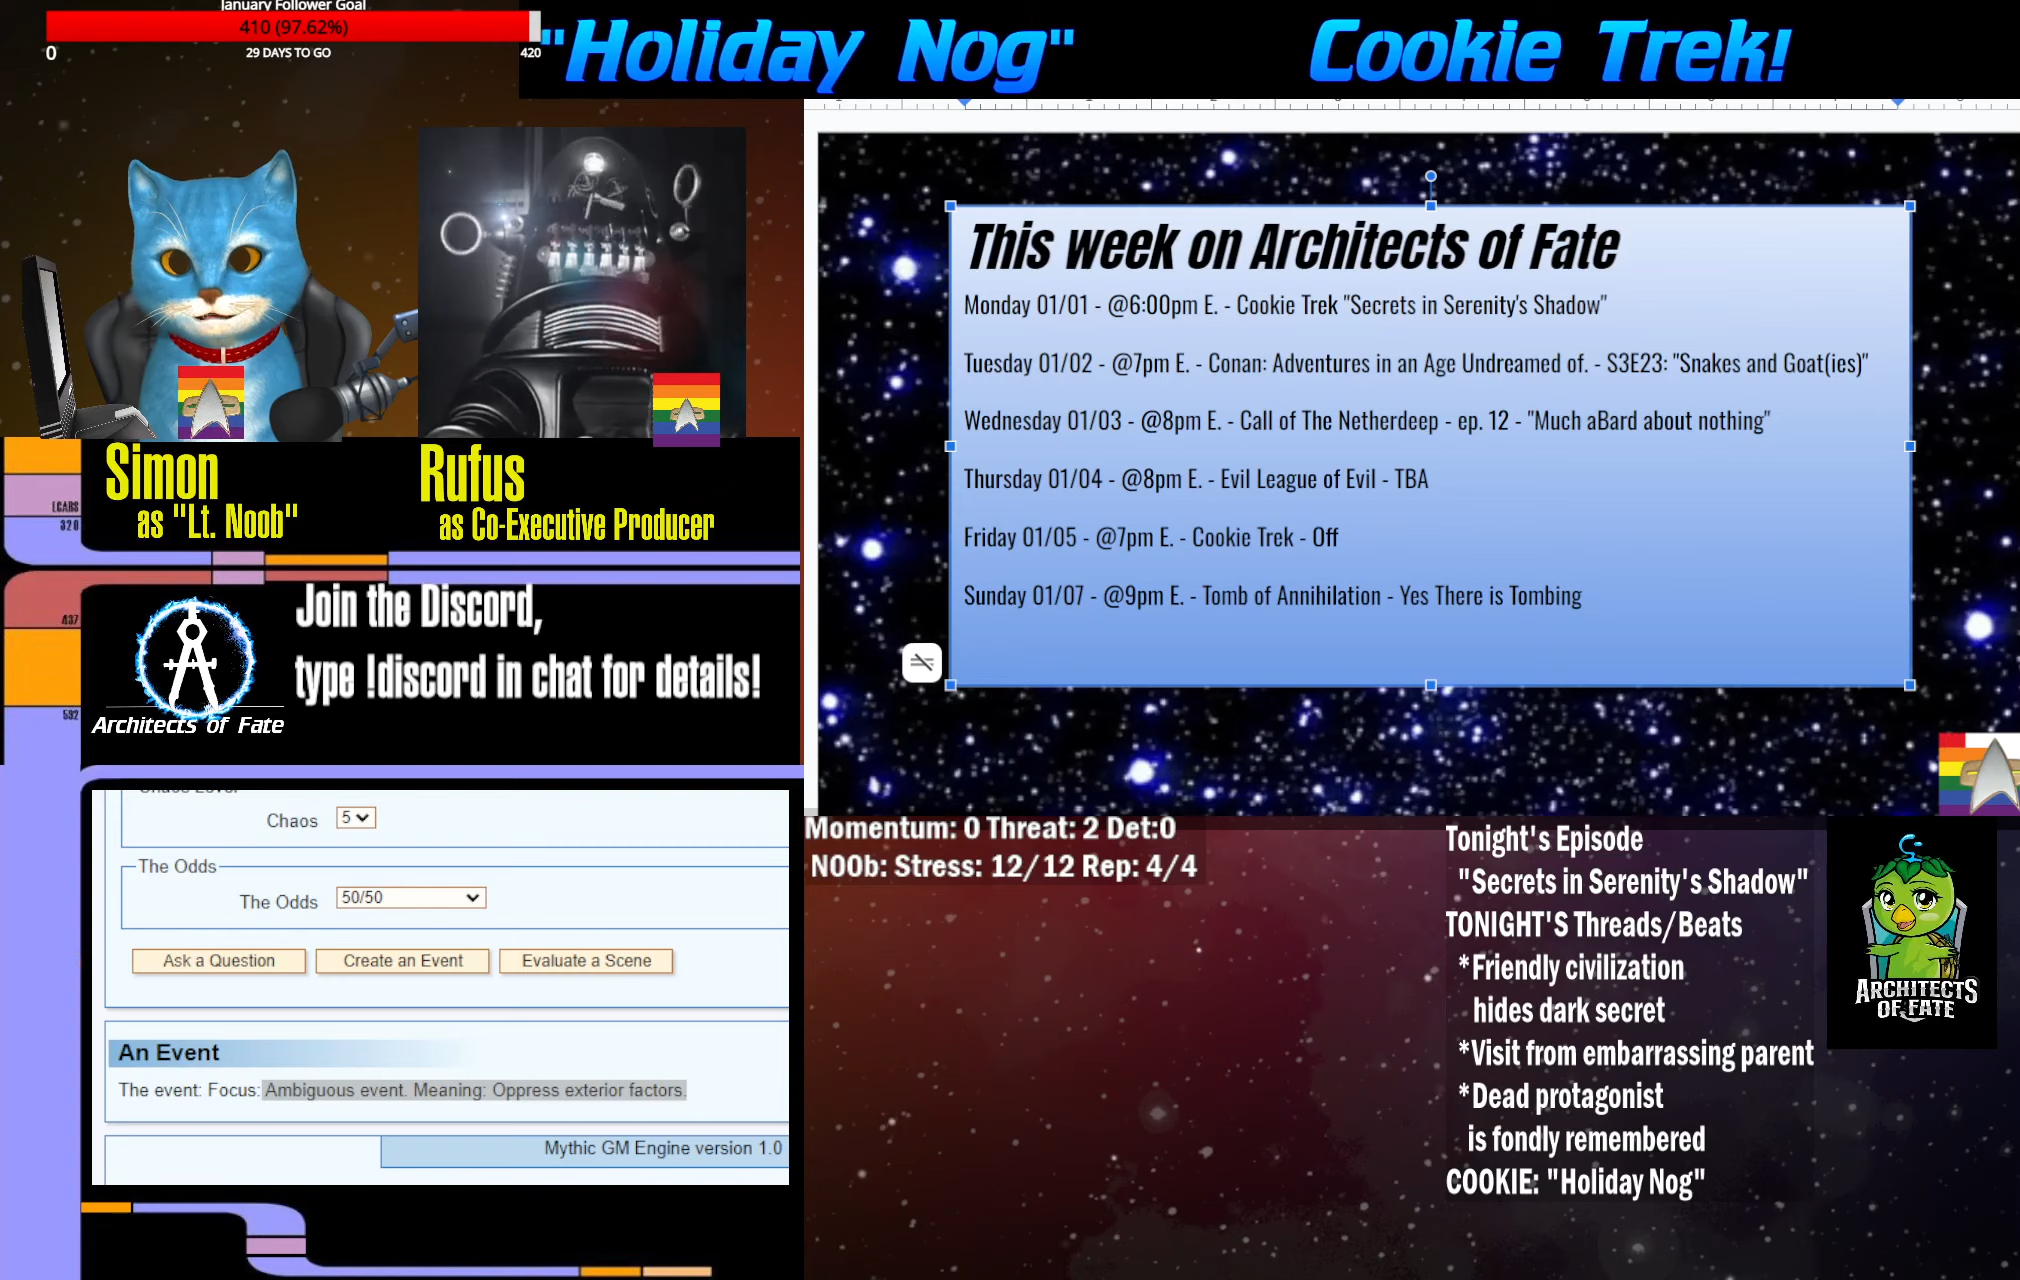 January Follower Goal
410 (97.62%)
0
29 DAYS TO GO
420
"Holiday Nog"
Cookie Trek!
This week on Architects of Fate
Monday 01/01 - @6:00pm E. - Cookie Trek "Secrets in Serenity's Shadow"
Tuesday 01/02 - @7pm E. - Conan: Adventures in an Age Undreamed of. - S3E23: "Snakes and Goat(ies)"
Wednesday 01/03 - @8pm E. - Call of The Netherdeep - ep. 12 - "Much aBard about nothing"
Thursday 01/04 - @8pm E. - Evil League of Evil - TBA
Friday 01/05 - @7pm E. - Cookie Trek - Off
Sunday 01/07 - @9pm E. - Tomb of Annihilation - Yes There is Tombing
Simon
as "Lt. Noob"
Rufus
as Co-Executive Producer
LCARS
320
437
592
Join the Discord,
type !discord in chat for details!
Architects of Fate
Chaos Level
Chaos 5
The Odds
The Odds 50/50
Ask a Question
Create an Event
Evaluate a Scene
An Event
The event: Focus: Ambiguous event. Meaning: Oppress exterior factors.
Mythic GM Engine version 1.0
Momentum: 0 Threat: 2 Det:0
N00b: Stress: 12/12 Rep: 4/4
Tonight's Episode
"Secrets in Serenity's Shadow"
TONIGHT'S Threads/Beats
*Friendly civilization
hides dark secret
*Visit from embarrassing parent
*Dead protagonist
is fondly remembered
COOKIE: "Holiday Nog"
ARCHITECTS
OF FATE